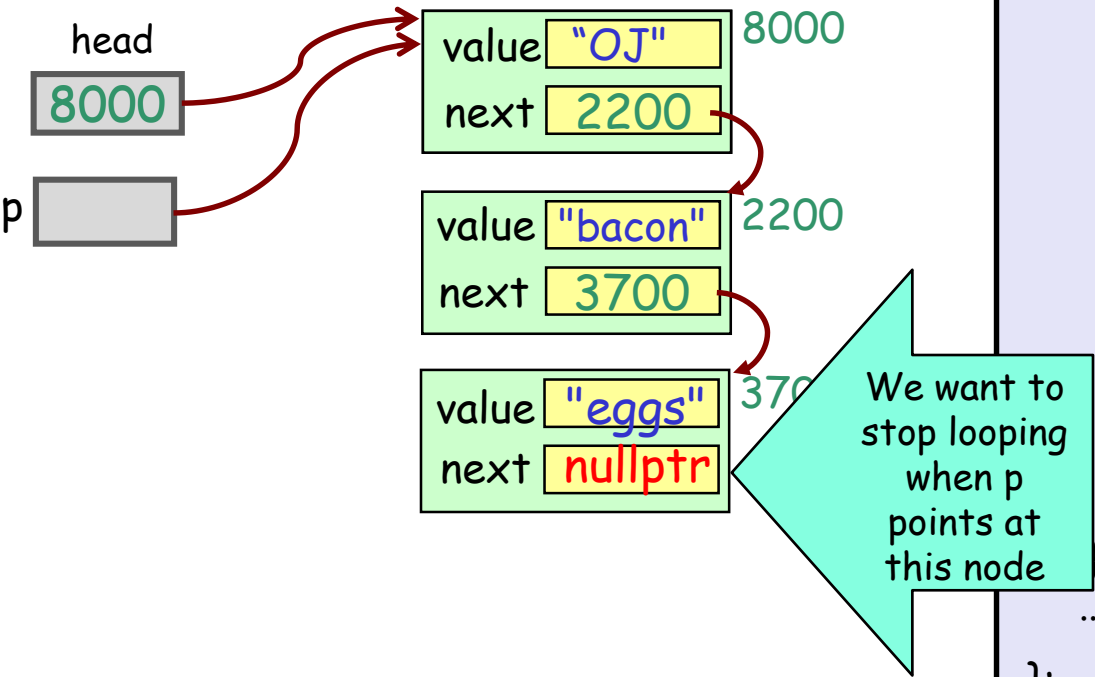 head
8000
p
value “OJ" 8000
next 2200
value "bacon" 2200
next 3700
value "eggs"
next nullptr
We want to
stop looping
when p
points at
this node
..
};